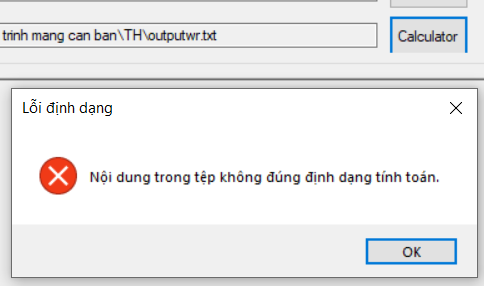 trinh mang can ban\TH\outputwr.txt
Calculator
Lỗi định dạng
Nội dung trong tệp không đúng định dạng tính toán.
OK